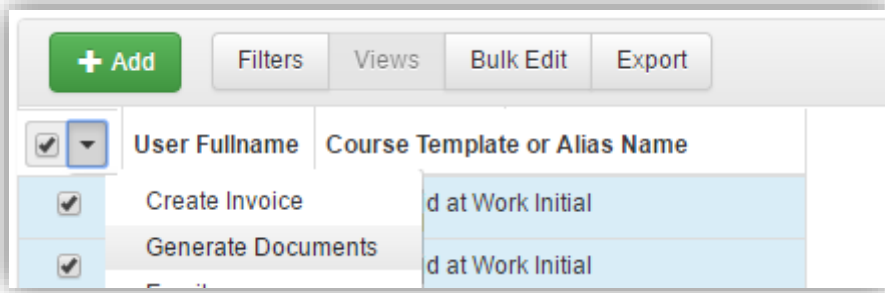 Add Filters Views Bulk Edit Export
User Fullname Course Template or Alias Name
Create Invoice d at Work Initial
Generate Documents d at Work Initial